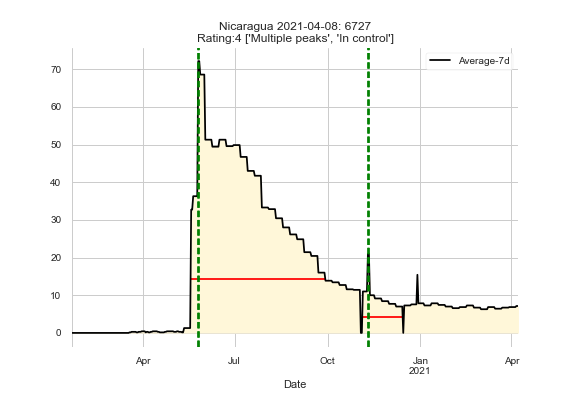 Nicaragua 2021-04-08: 6727
Rating:4 ['Multiple peaks', 'In control']
Average-7d
70
60
50
40
30
20
10
0
Apr
Jul
Oct
Jan
2021
Apr
Date